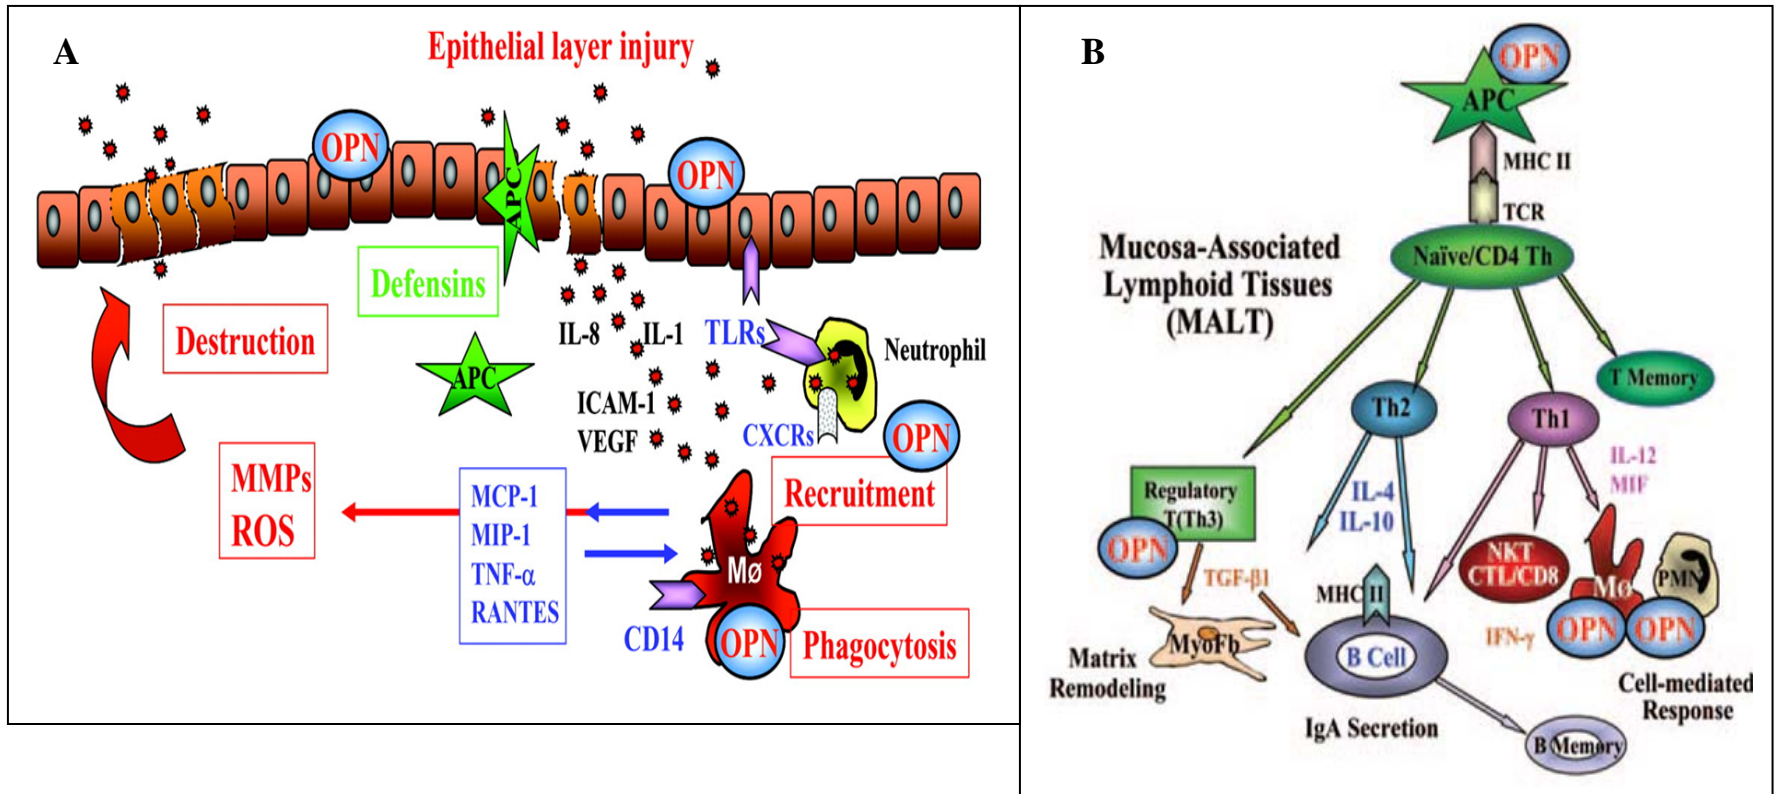 A
Epithelial layer injury
OPN
APC
OPN
Defensins
Destruction
APC
IL-8
IL-1
TLRs
Neutrophil
ICAM-1
VEGF
CXCRs
OPN
Recruitment
MMPs
ROS
MCP-1
MIP-1
TNF-α
RANTES
Mø
CD14
OPN
Phagocytosis
B
OPN
APC
MHC II
TCR
Naïve/CD4 Th
Mucosa-Associated
Lymphoid Tissues
(MALT)
T Memory
Th2
Th1
IL-12
MIF
Regulatory
T(Th3)
OPN
IL-4
IL-10
NKT
CTL/CD8
Mø
PMN
TGF-β1
MHC II
OPN
OPN
IFN-γ
MyoFb
B Cell
Matrix
Remodeling
Cell-mediated
Response
IgA Secretion
B Memory